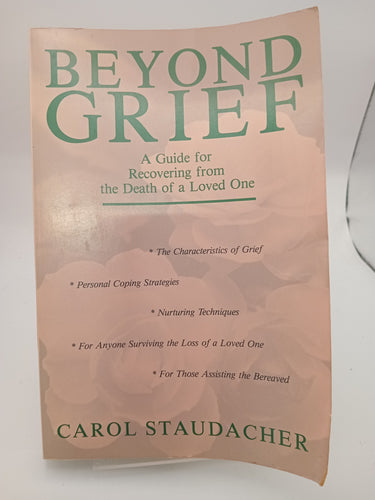 BEYOND
GRIEF
A Guide for
Recovering from
the Death of a Loved One
* The Characteristics of Grief
* Personal Coping Strategies
* Nurturing Techniques
* For Anyone Surviving the Loss of a Loved One
* For Those Assisting the Bereaved
CAROL STAUDACHER